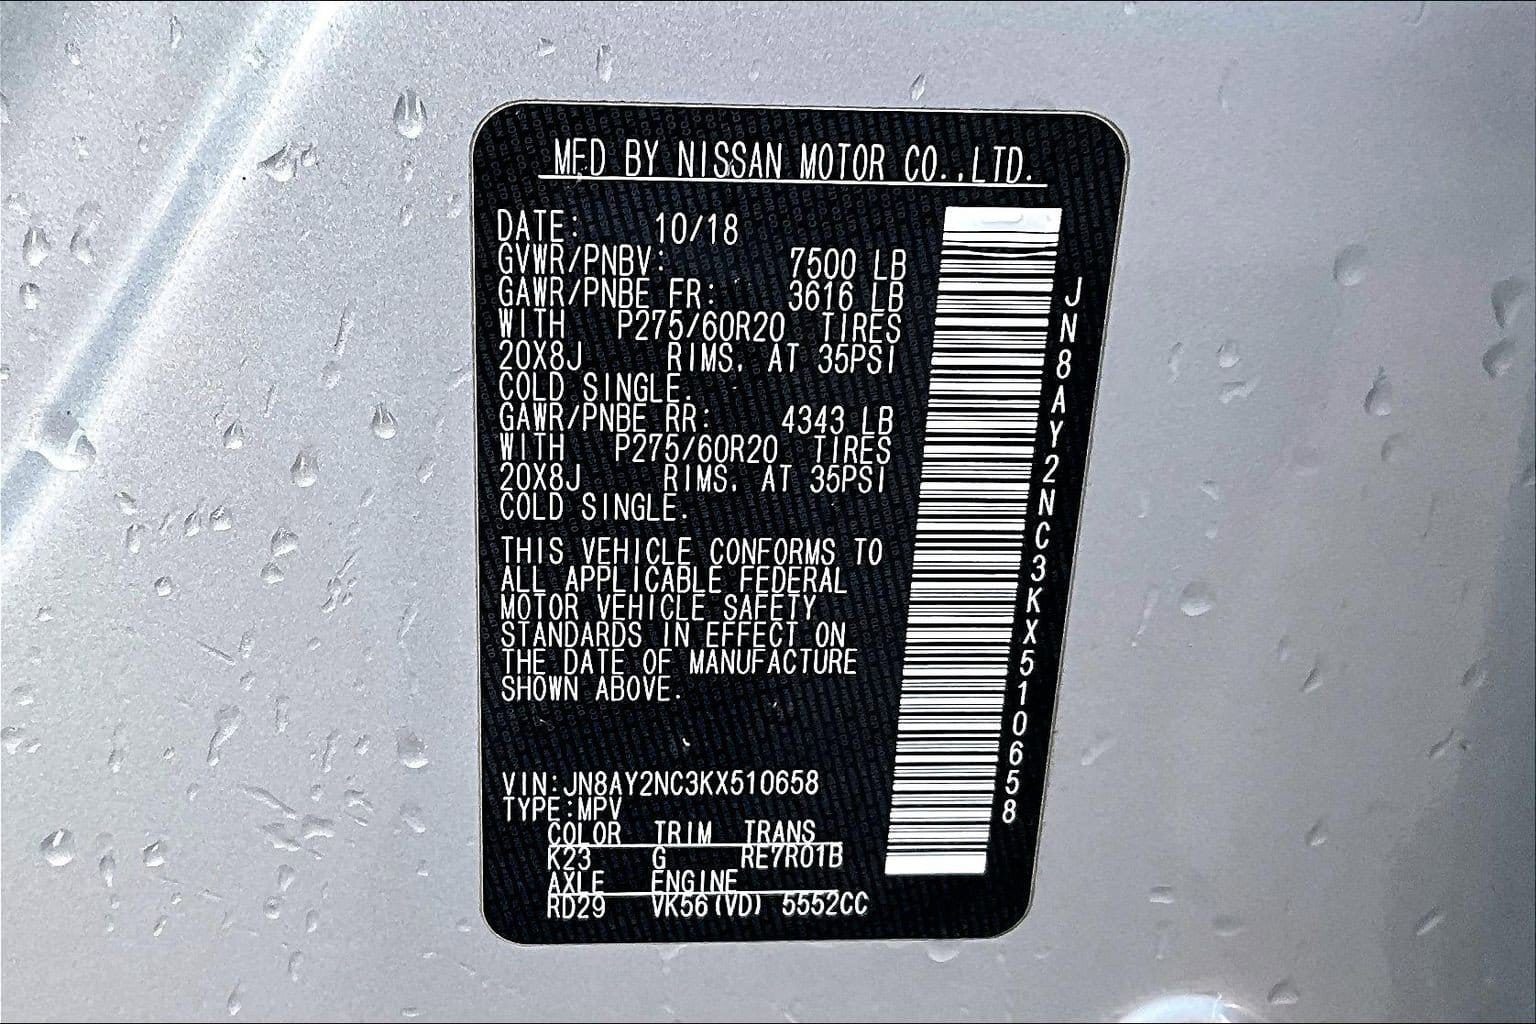 MFD BY NISSAN MOTOR CO.,LTD.
DATE: 10/18
GVWR/PNBV: 7500 LB
GAWR/PNBE FR: 3616 LB
WITH P275/60R20 TIRES
20X8J RIMS, AT 35PSI
COLD SINGLE.
GAWR/PNBE RR: 4343 LB
WITH P275/60R20 TIRES
20X8J RIMS, AT 35PSI
COLD SINGLE.
THIS VEHICLE CONFORMS TO
ALL APPLICABLE FEDERAL
MOTOR VEHICLE SAFETY
STANDARDS IN EFFECT ON
THE DATE OF MANUFACTURE
SHOWN ABOVE.
VIN:JN8AY2NC3KX510658
TYPE:MPV
COLOR TRIM TRANS
K23 G RE7R01B
AXLE ENGINE
RD29 VK56(VD) 5552CC
JN8AY2NC3KX510658